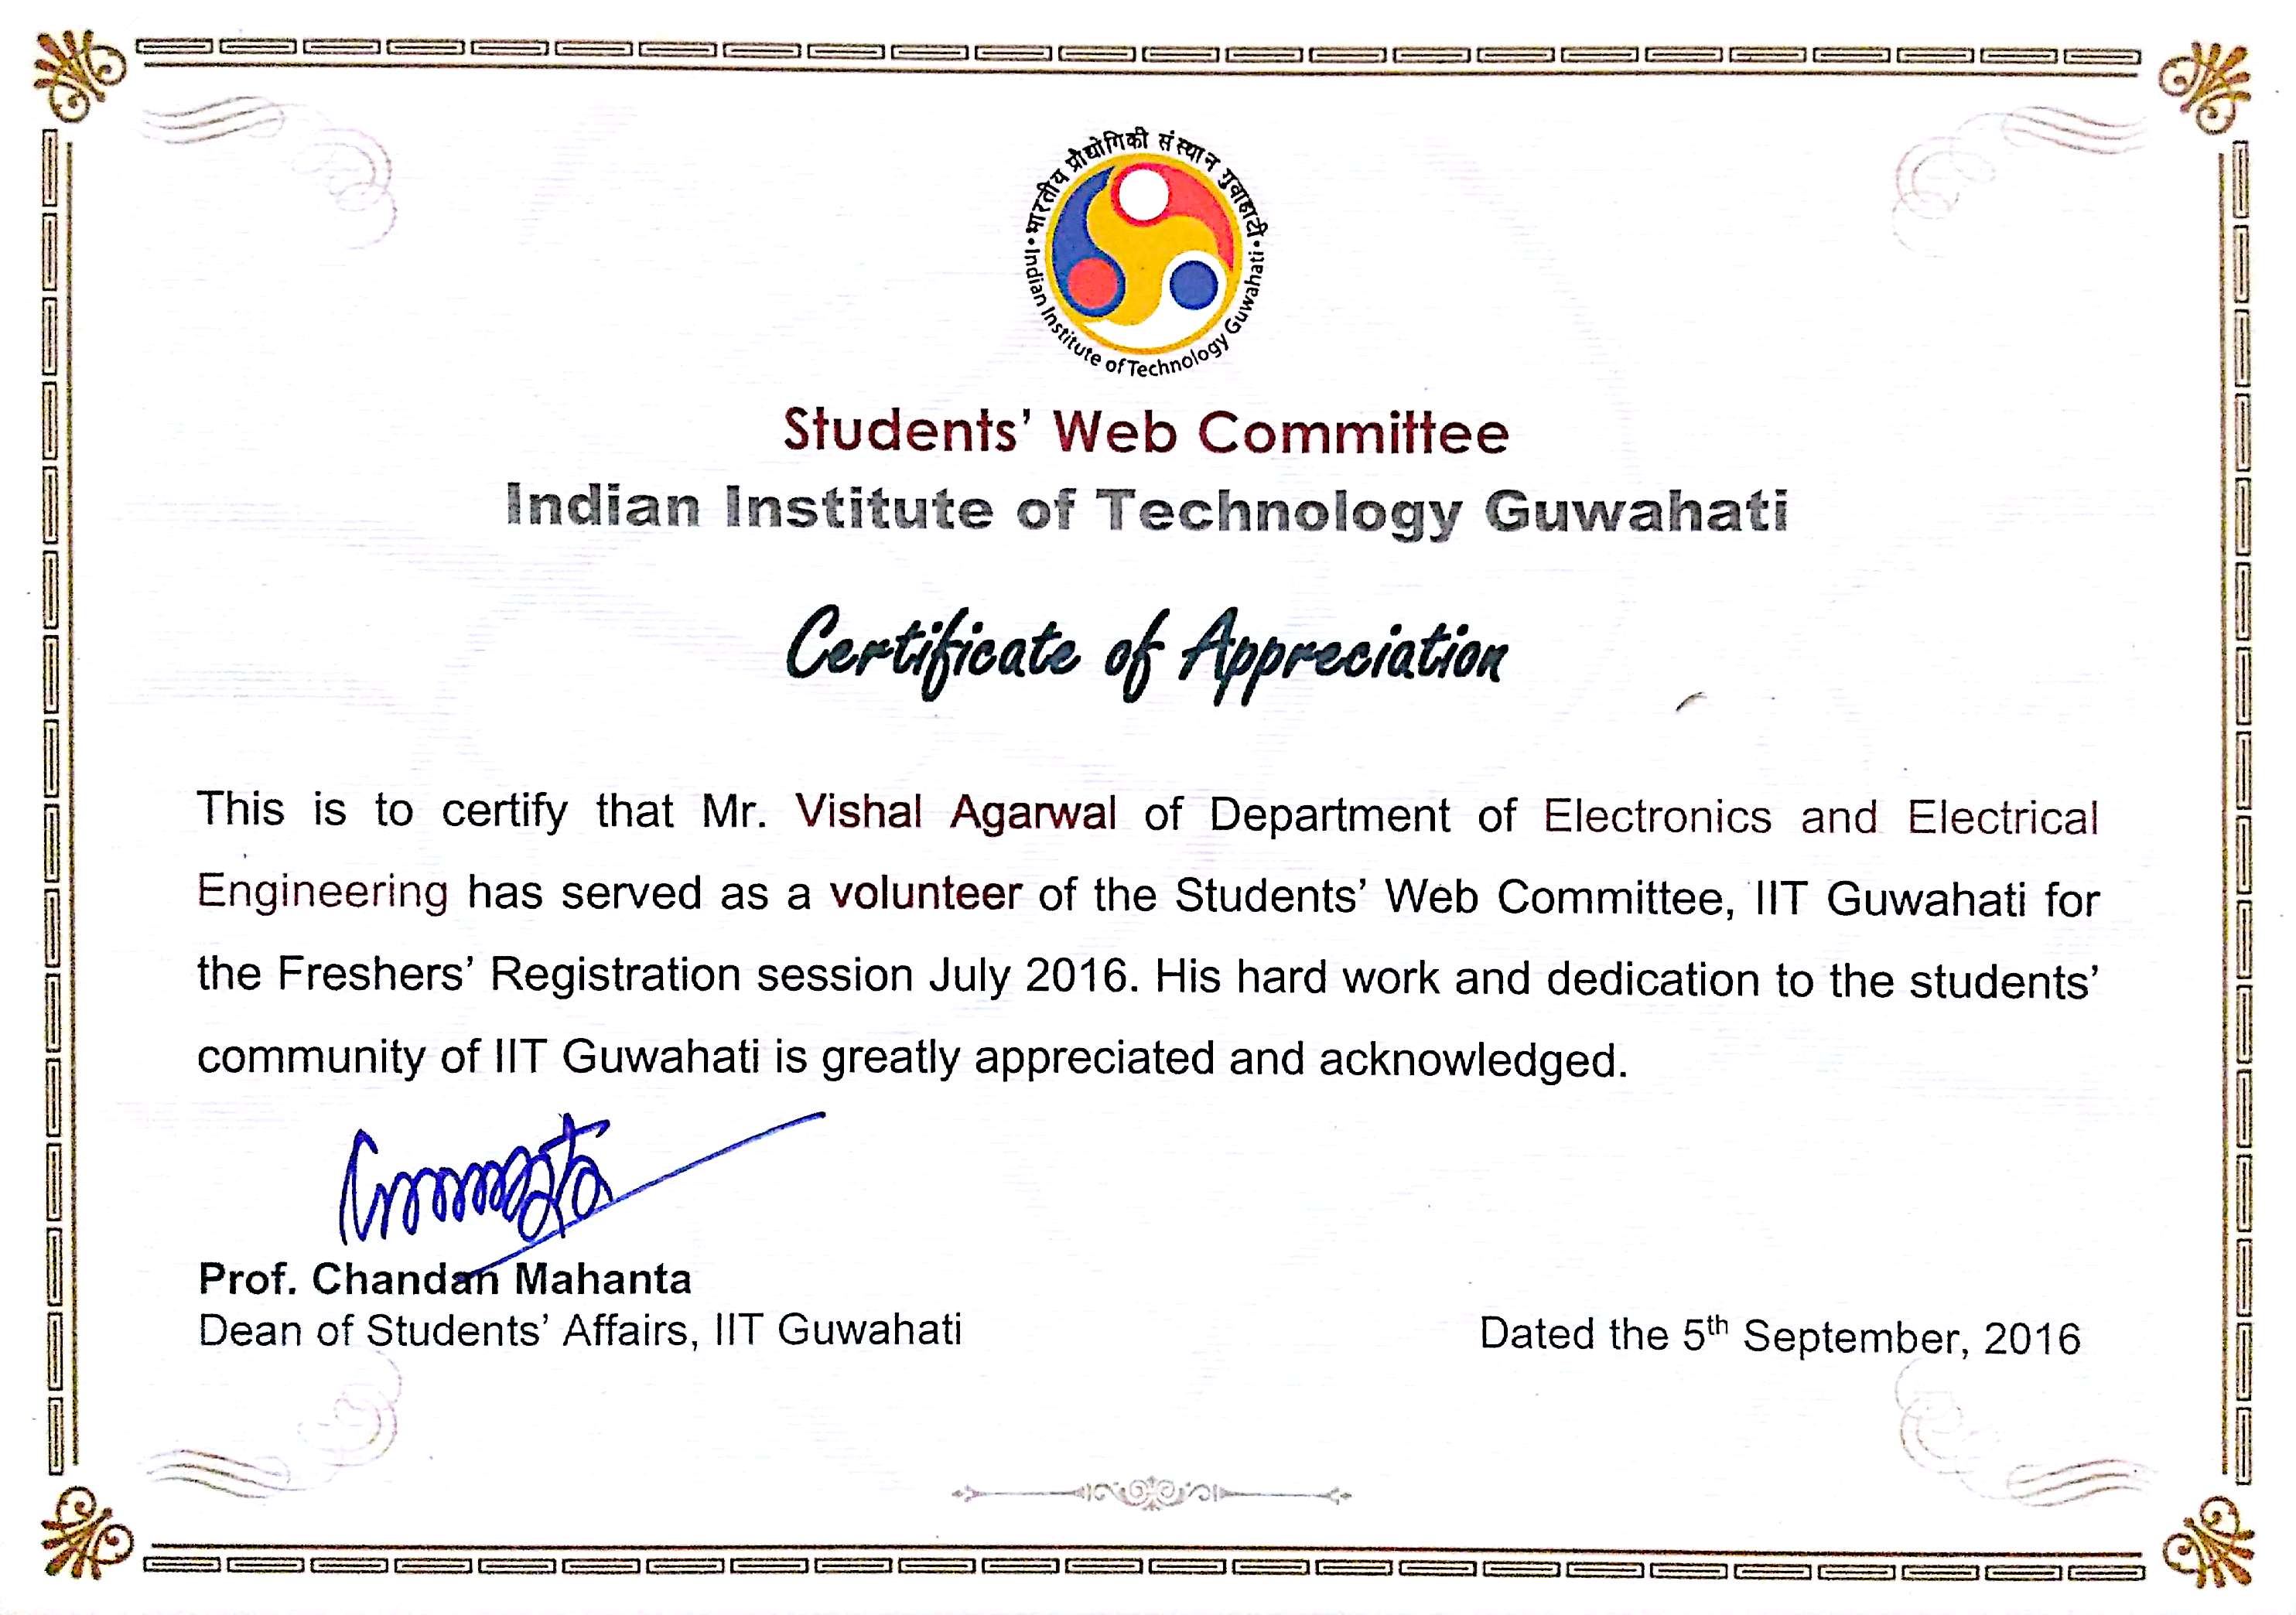 भारतीय प्रौद्योगिकी संस्थान गुवाहाटी
Indian Institute of Technology Guwahati
Students’ Web Committee
Indian Institute of Technology Guwahati
Certificate of Appreciation
This is to certify that Mr. Vishal Agarwal of Department of Electronics and Electrical
Engineering has served as a volunteer of the Students’ Web Committee, IIT Guwahati for
the Freshers’ Registration session July 2016. His hard work and dedication to the students’
community of IIT Guwahati is greatly appreciated and acknowledged.
Prof. Chandan Mahanta
Dean of Students’ Affairs, IIT Guwahati
Dated the 5th September, 2016